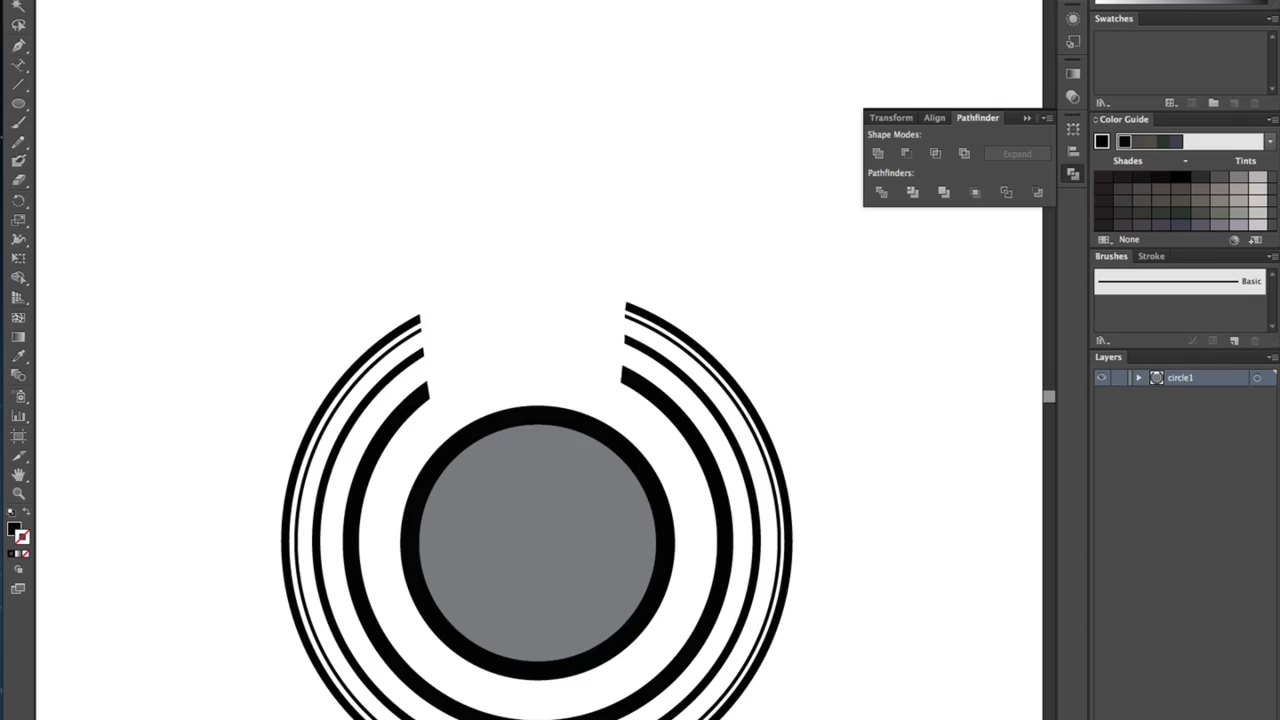 Swatches
Transform Align Pathfinder
Shape Modes:
Expand
Pathfinders:
Color Guide
Shades Tints
None
Brushes Stroke
Basic
Layers
circle1